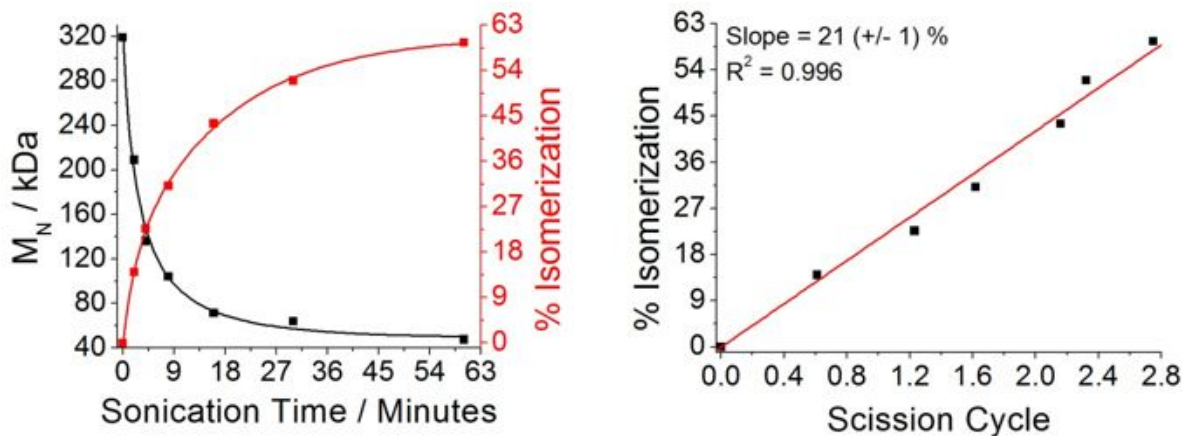 320
280
240
200
160
120
80
40
M_N / kDa
0 9 18 27 36 45 54 63
Sonication Time / Minutes
63
54
45
36
27
18
9
0
% Isomerization
Slope = 21 (+/- 1) %
R² = 0.996
63
54
45
36
27
18
9
0
% Isomerization
0.0 0.4 0.8 1.2 1.6 2.0 2.4 2.8
Scission Cycle